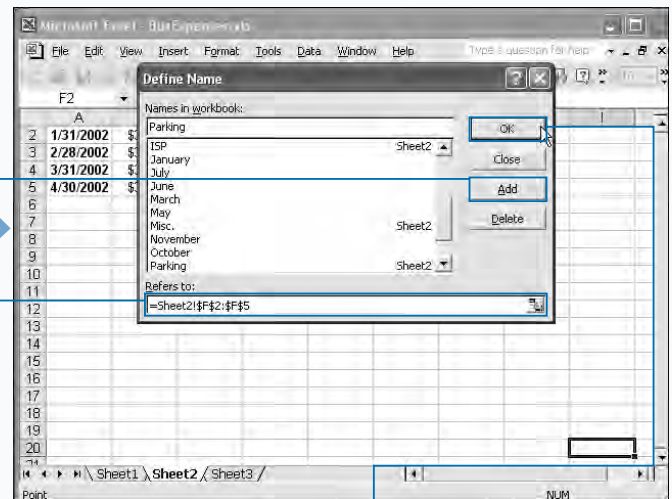 Microsoft Excel - BusExpenses.xls
File Edit View Insert Format Tools Data Window Help Type a question for help
F2
Define Name
Names in workbook:
Parking
ISP Sheet2
January
July
June
March
May
Misc. Sheet2
November
October
Parking Sheet2
OK
Close
Add
Delete
Refers to:
=Sheet2!$F$2:$F$5
A I
2 1/31/2002
3 2/28/2002
4 3/31/2002
5 4/30/2002
6
7
8
9
10
11
12
13
14
15
16
17
18
19
20
21
Sheet1 Sheet2 Sheet3
Point NUM